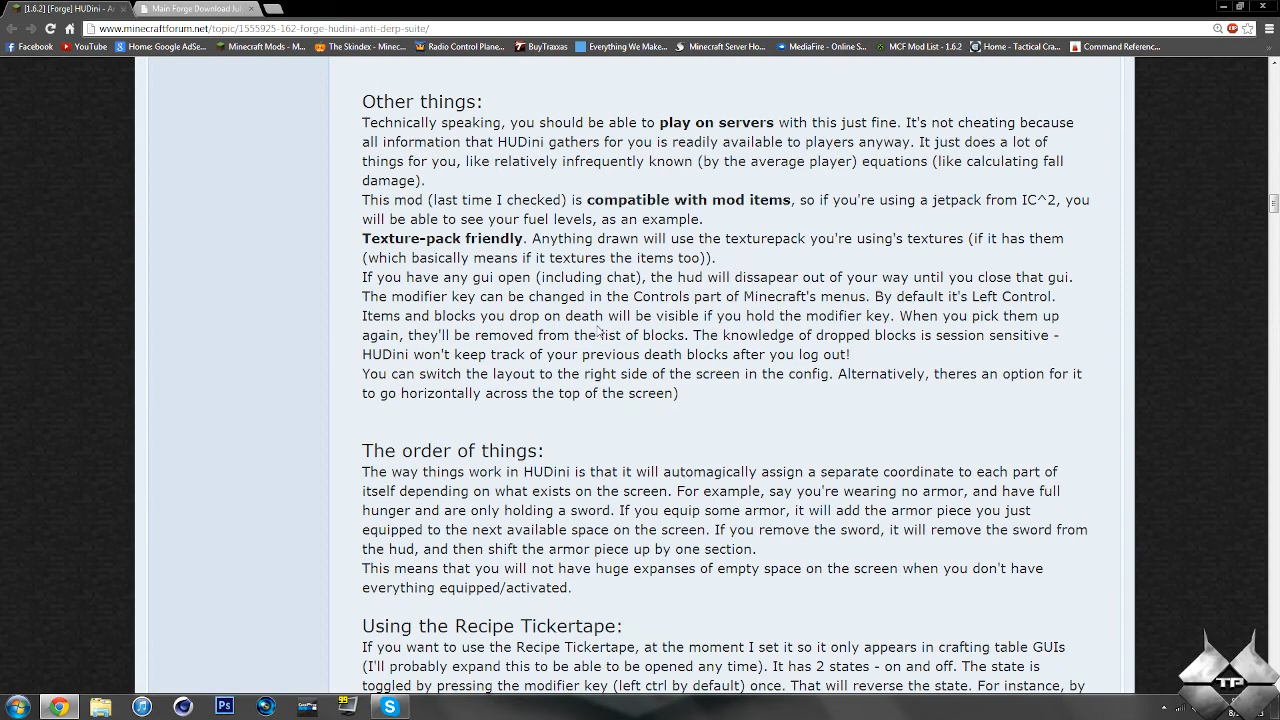 [1.6.2] [Forge] HUDini - A
Main Forge Download Jul
www.minecraftforum.net/topic/1555925-162-forge-hudini-anti-derp-suite/
Facebook YouTube Home: Google AdSe... Minecraft Mods - M... The Skindex - Minec... Radio Control Plane... BuyTraxxas Everything We Make... Minecraft Server Ho... MediaFire - Online S... MCF Mod List - 1.6.2 Home - Tactical Cra... Command Referenc...
Other things:
Technically speaking, you should be able to play on servers with this just fine. It's not cheating because
all information that HUDini gathers for you is readily available to players anyway. It just does a lot of
things for you, like relatively infrequently known (by the average player) equations (like calculating fall
damage).
This mod (last time I checked) is compatible with mod items, so if you're using a jetpack from IC^2, you
will be able to see your fuel levels, as an example.
Texture-pack friendly. Anything drawn will use the texturepack you're using's textures (if it has them
(which basically means if it textures the items too)).
If you have any gui open (including chat), the hud will dissapear out of your way until you close that gui.
The modifier key can be changed in the Controls part of Minecraft's menus. By default it's Left Control.
Items and blocks you drop on death will be visible if you hold the modifier key. When you pick them up
again, they'll be removed from the list of blocks. The knowledge of dropped blocks is session sensitive -
HUDini won't keep track of your previous death blocks after you log out!
You can switch the layout to the right side of the screen in the config. Alternatively, theres an option for it
to go horizontally across the top of the screen)
The order of things:
The way things work in HUDini is that it will automagically assign a separate coordinate to each part of
itself depending on what exists on the screen. For example, say you're wearing no armor, and have full
hunger and are only holding a sword. If you equip some armor, it will add the armor piece you just
equipped to the next available space on the screen. If you remove the sword, it will remove the sword from
the hud, and then shift the armor piece up by one section.
This means that you will not have huge expanses of empty space on the screen when you don't have
everything equipped/activated.
Using the Recipe Tickertape:
If you want to use the Recipe Tickertape, at the moment I set it so it only appears in crafting table GUIs
(I'll probably expand this to be able to be opened any time). It has 2 states - on and off. The state is
toggled by pressing the modifier key (left ctrl by default) once. That will reverse the state. For instance, by
TP
Ps